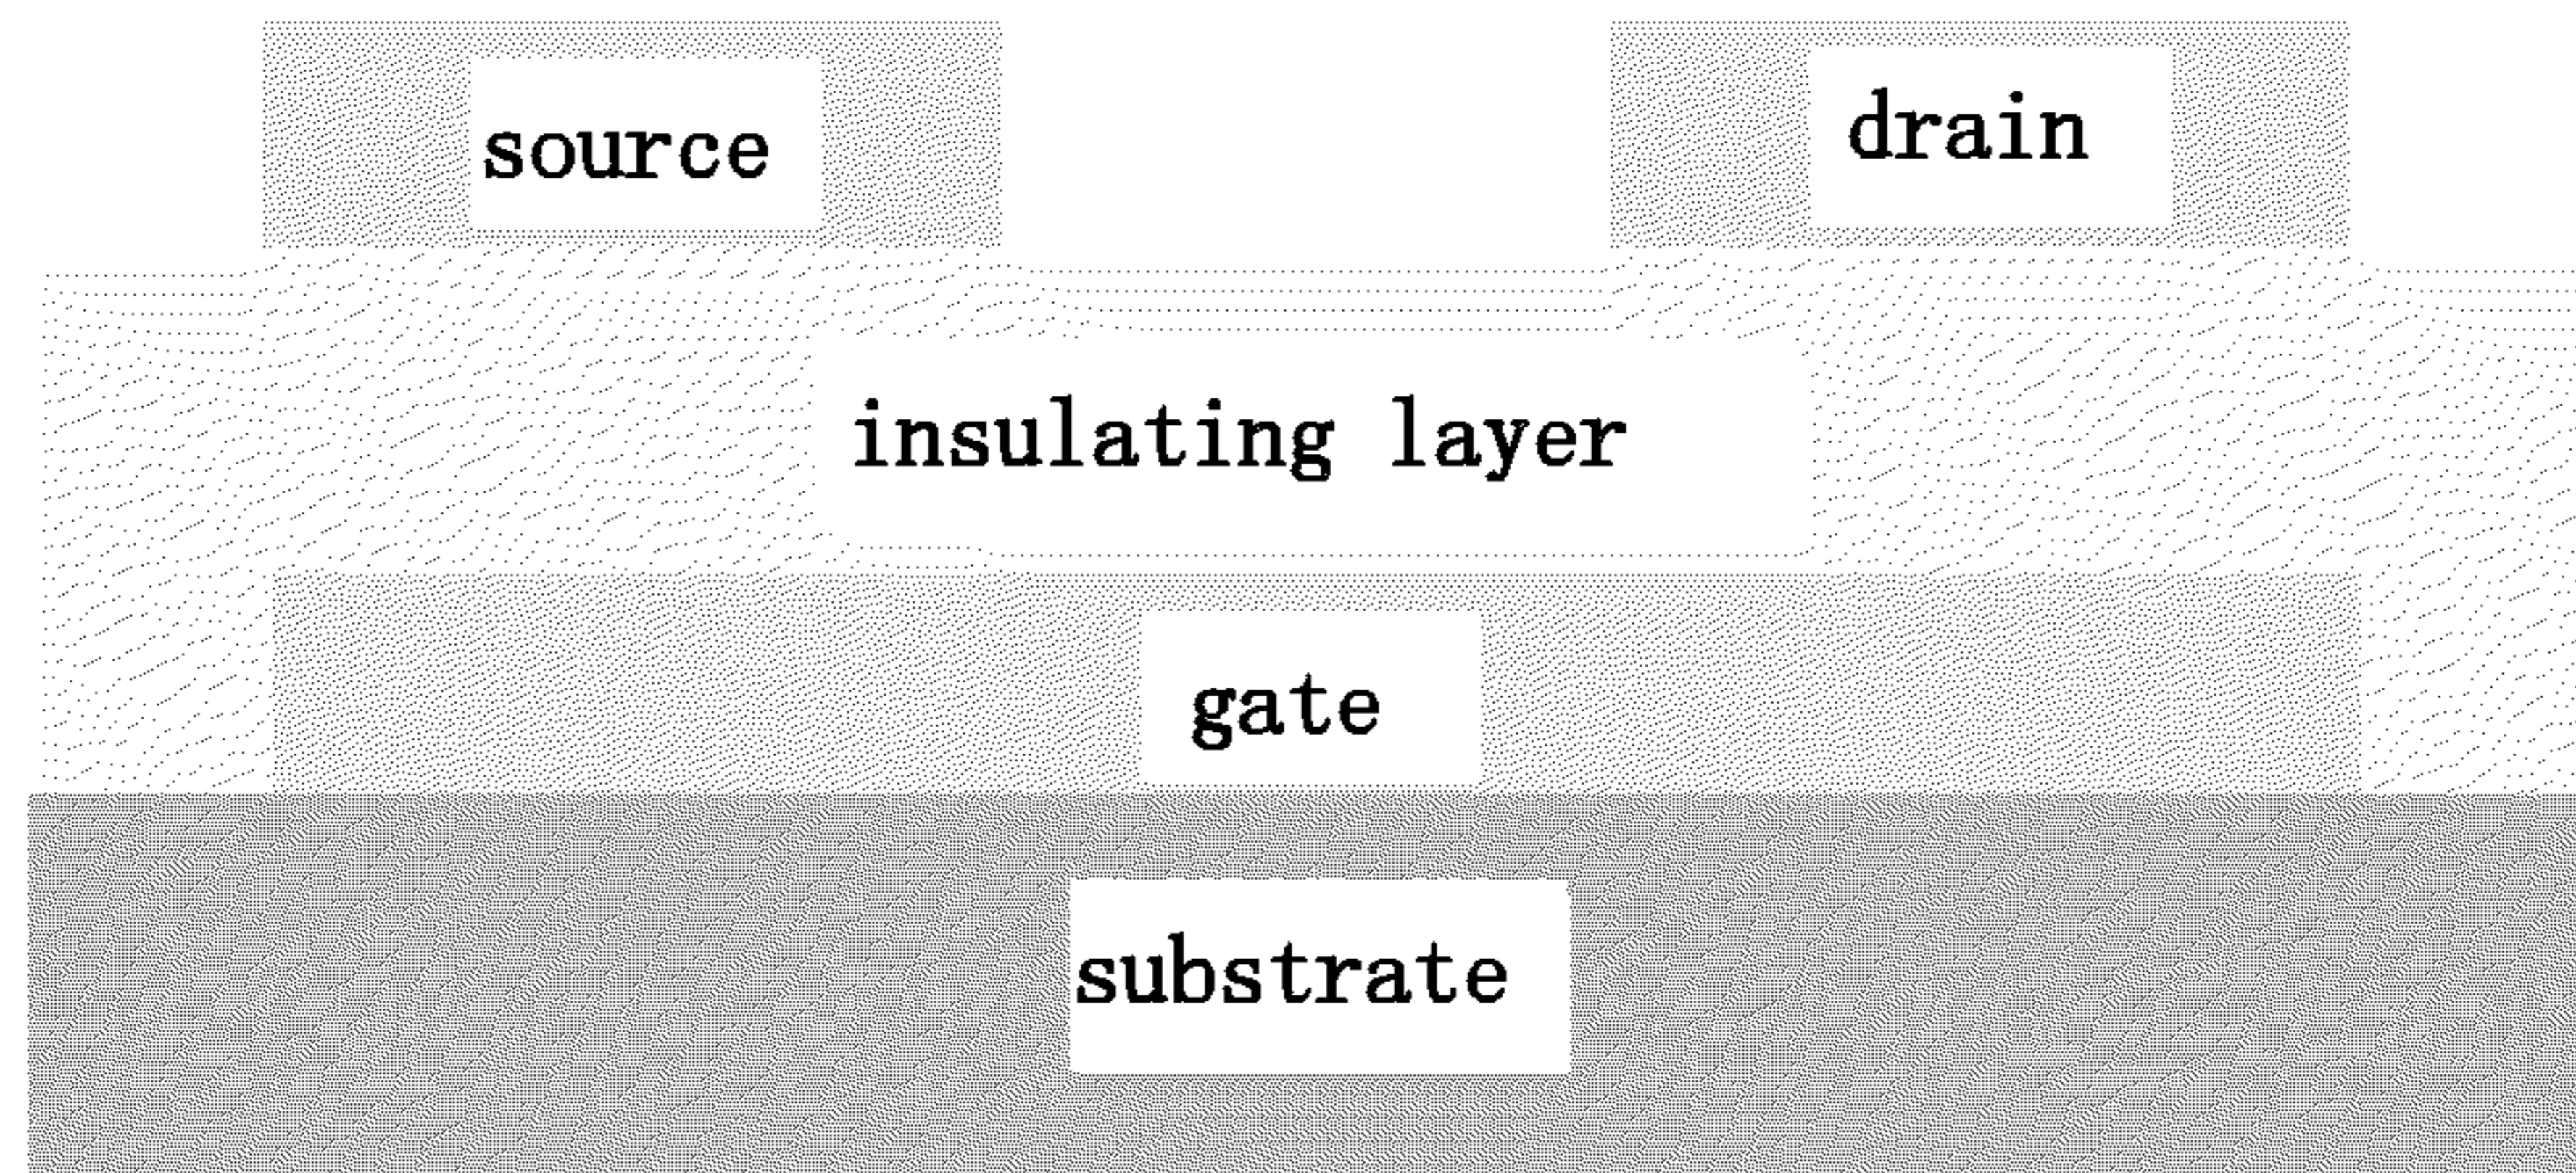 source
drain
insulating layer
gate
substrate